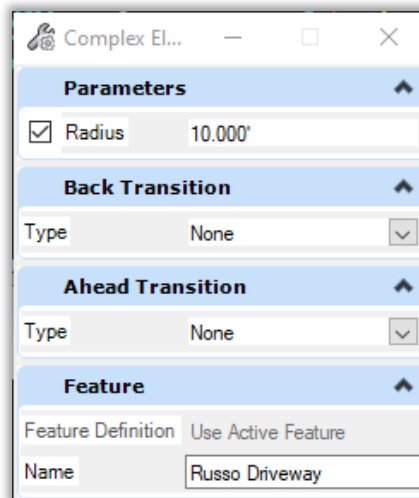 Complex El...
Parameters
Radius 10.000'
Back Transition
Type None
Ahead Transition
Type None
Feature
Feature Definition Use Active Feature
Name Russo Driveway